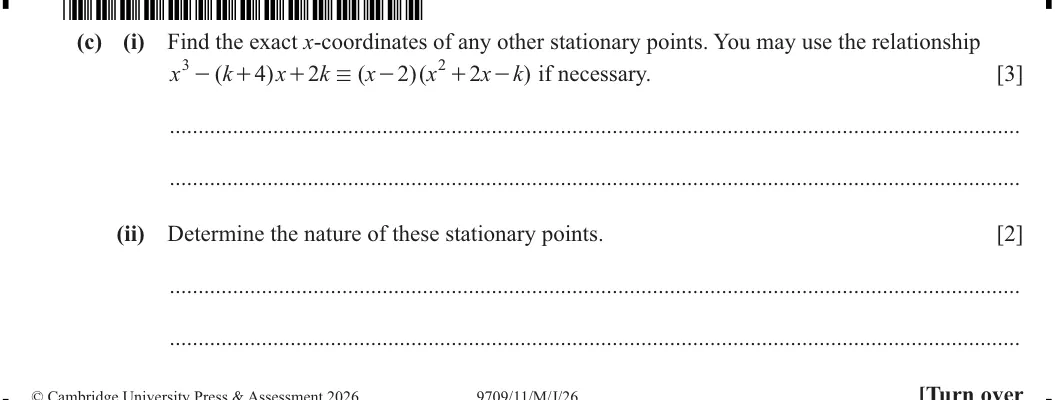 (c) (i) Find the exact x-coordinates of any other stationary points. You may use the relationship
x³ − (k+4)x + 2k ≡ (x−2)(x² + 2x − k) if necessary. [3]
(ii) Determine the nature of these stationary points. [2]
© Cambridge University Press & Assessment 2026 9709/11/M/J/26 [Turn over